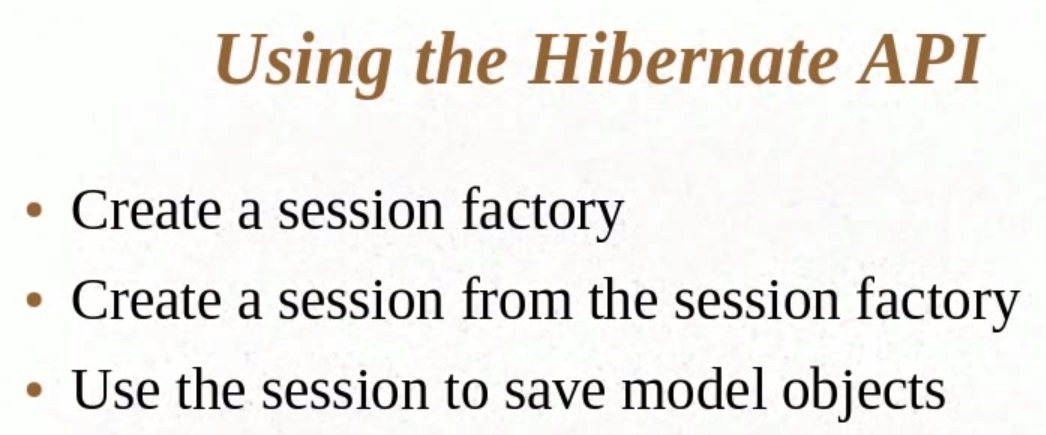 Using the Hibernate API
• Create a session factory
• Create a session from the session factory
• Use the session to save model objects